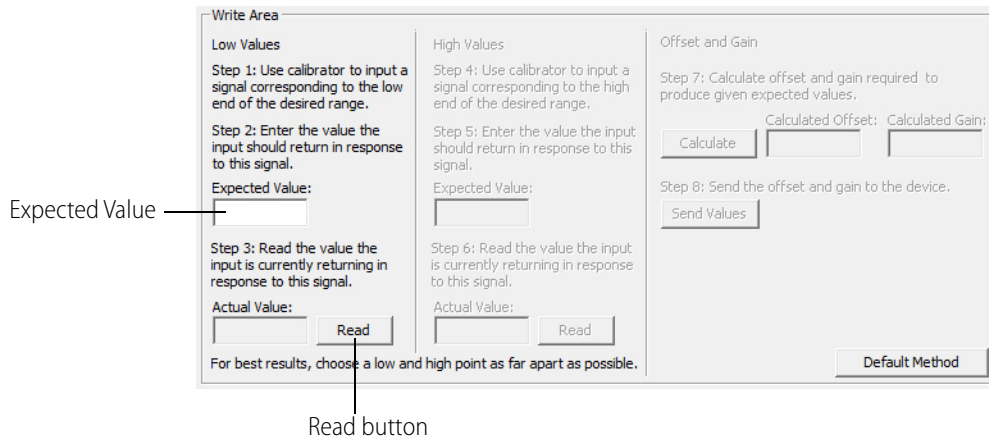 Write Area
Low Values
Step 1: Use calibrator to input a
signal corresponding to the low
end of the desired range.
Step 2: Enter the value the
input should return in response
to this signal.
Expected Value:
Expected Value
Step 3: Read the value the
input is currently returning in
response to this signal.
Actual Value:
Read
High Values
Step 4: Use calibrator to input a
signal corresponding to the high
end of the desired range.
Step 5: Enter the value the input
should return in response to this
signal.
Expected Value:
Step 6: Read the value the input
is currently returning in response
to this signal.
Actual Value:
Read
For best results, choose a low and high point as far apart as possible.
Offset and Gain
Step 7: Calculate offset and gain required to
produce given expected values.
Calculated Offset: Calculated Gain:
Calculate
Step 8: Send the offset and gain to the device.
Send Values
Default Method
Read button